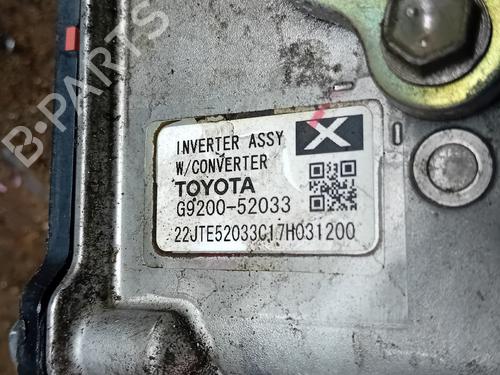 INVERTER ASSY X
W/CONVERTER
TOYOTA
G9200-52033
22JTE52033C17H031200
B-PARTS